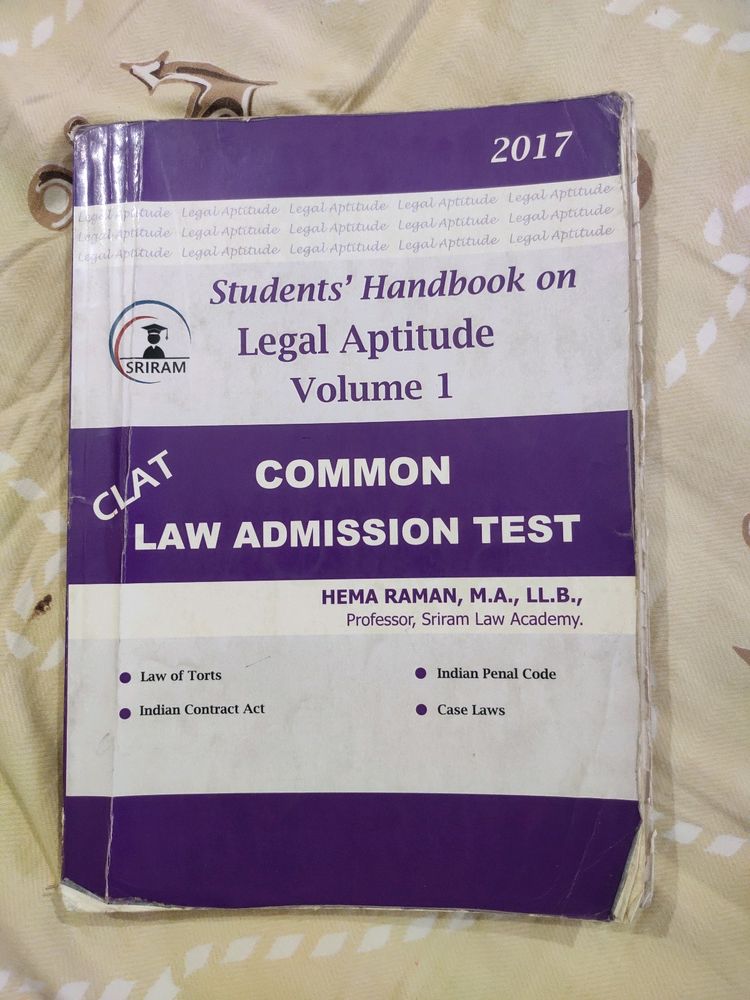 2017
Legal Aptitude Legal Aptitude Legal Aptitude Legal Aptitude Legal Aptitude
Legal Aptitude Legal Aptitude Legal Aptitude Legal Aptitude Legal Aptitude
Legal Aptitude Legal Aptitude Legal Aptitude Legal Aptitude Legal Aptitude
Students' Handbook on
Legal Aptitude
Volume 1
SRIRAM
CLAT
COMMON
LAW ADMISSION TEST
HEMA RAMAN, M.A., LL.B.,
Professor, Sriram Law Academy.
Law of Torts
Indian Contract Act
Indian Penal Code
Case Laws